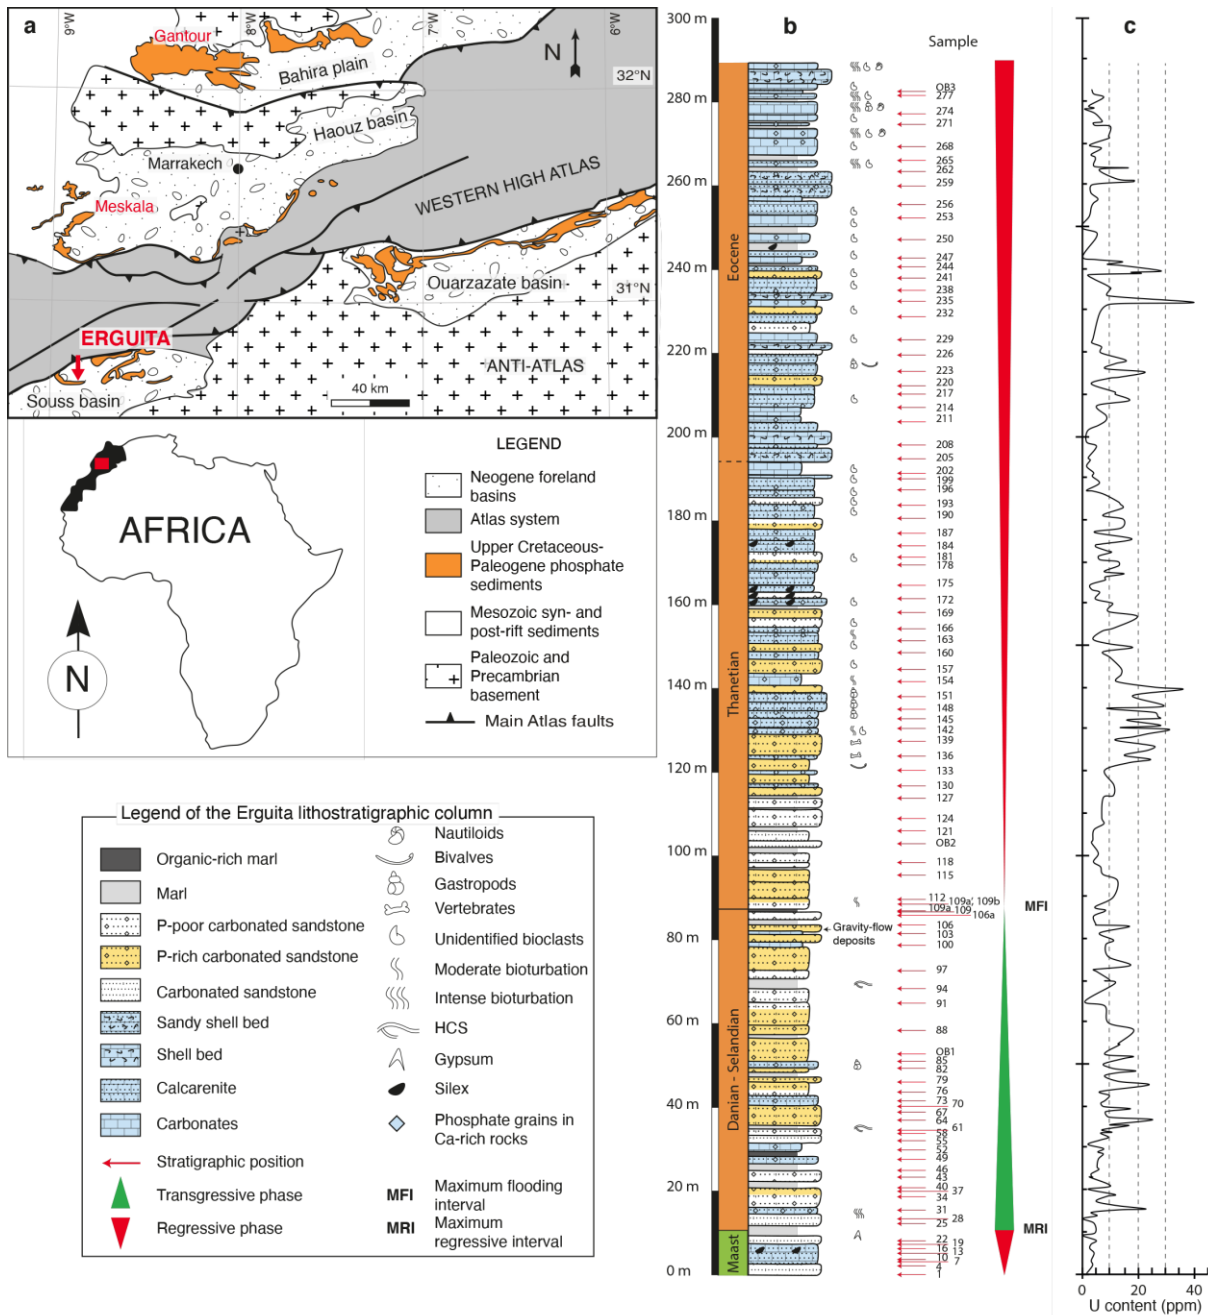 a
9°W
8°W
7°W
6°W
Gantour
N
Bahira plain
32°N
Haouz basin
Marrakech
WESTERN HIGH ATLAS
Meskala
Ouarzazate basin
31°N
ERGUITA
ANTI-ATLAS
40 km
Souss basin
AFRICA
N
LEGEND
Neogene foreland
basins
Atlas system
Upper Cretaceous-
Paleogene phosphate
sediments
Mesozoic syn- and
post-rift sediments
Paleozoic and
Precambrian
basement
Main Atlas faults
Legend of the Erguita lithostratigraphic column
Organic-rich marl
Marl
P-poor carbonated sandstone
P-rich carbonated sandstone
Carbonated sandstone
Sandy shell bed
Shell bed
Calcarenite
Carbonates
Stratigraphic position
Transgressive phase
Regressive phase
Nautiloids
Bivalves
Gastropods
Vertebrates
Unidentified bioclasts
Moderate bioturbation
Intense bioturbation
HCS
Gypsum
Silex
Phosphate grains in
Ca-rich rocks
MFI Maximum flooding
interval
MRI Maximum
regressive interval
b
Sample
300 m
280 m
260 m
240 m
220 m
200 m
180 m
160 m
140 m
120 m
100 m
80 m
60 m
40 m
20 m
0 m
Eocene
Thanetian
Danian - Selandian
Maast
Gravity-flow
deposits
OB3
277
274
271
268
265
262
259
256
253
250
247
244
241
238
235
232
229
226
223
220
217
214
211
208
205
202
199
196
193
190
187
184
181
178
175
172
169
166
163
160
157
154
151
148
145
142
139
136
133
130
127
124
121
OB2
118
115
112 109a' 109b
109a 109
106a
106
103
100
97
94
91
88
OB1
85
82
79
76
73 70
67
64
61
58
55
52
49
46
43
40
37
34
31
28
25
22
19
16
13
10
7
4
1
MFI
MRI
c
0 20 40
U content (ppm)